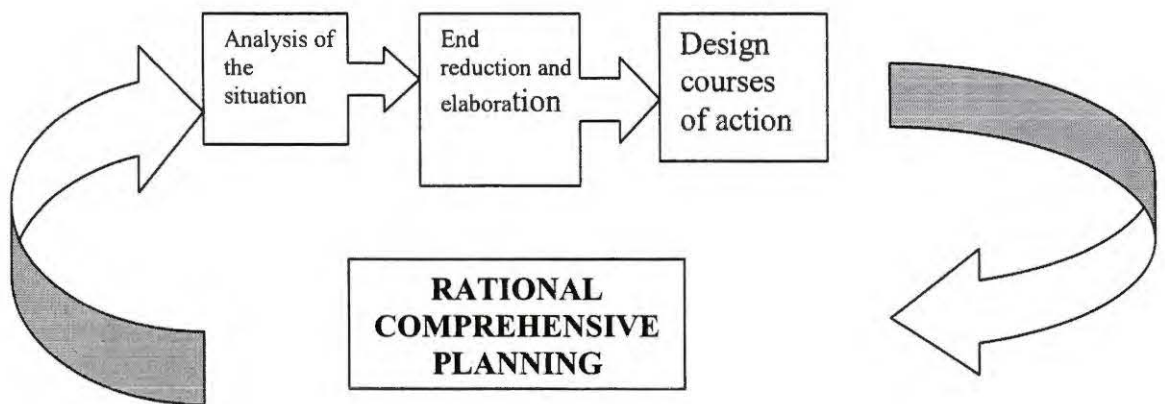 Analysis of
the
situation
End
reduction and
elaboration
Design
courses
of action
RATIONAL
COMPREHENSIVE
PLANNING